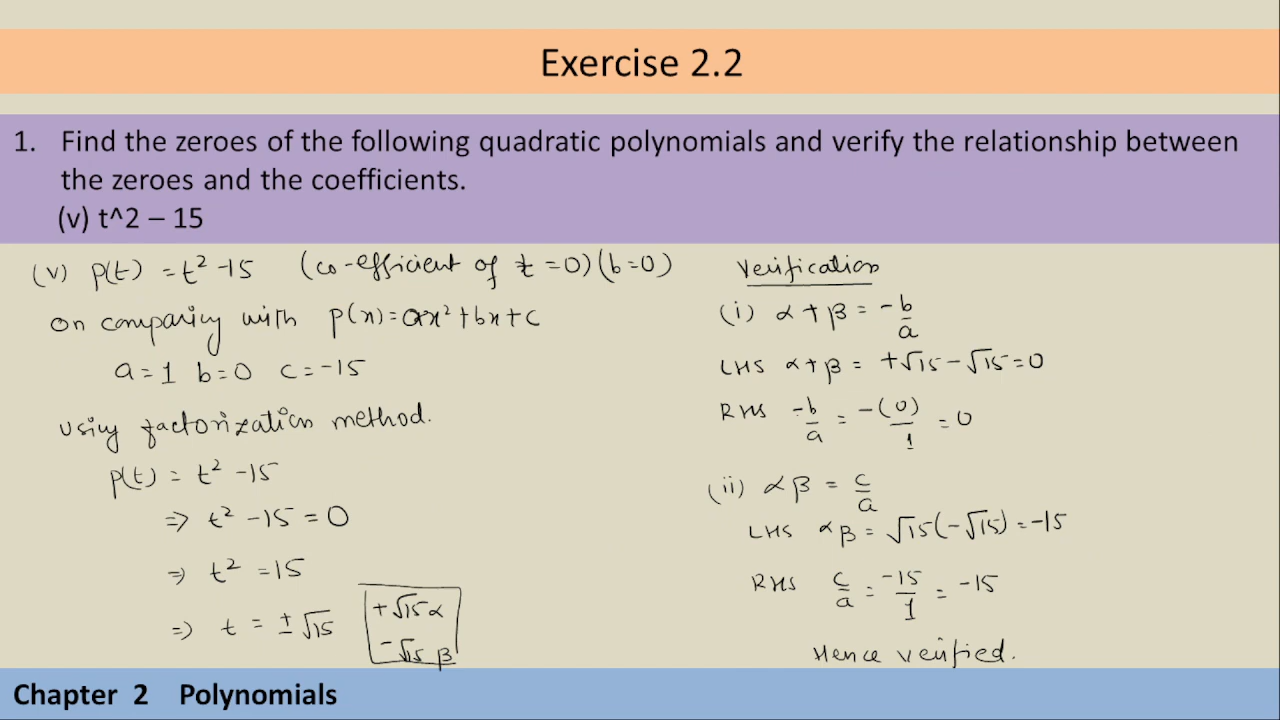 Exercise 2.2
1. Find the zeroes of the following quadratic polynomials and verify the relationship between
the zeroes and the coefficients.
(v) t^2 – 15
(v) p(t) = t² -15 (co-efficient of t = 0) (b=0)
on comparing with p(x)=ax²+bx+c
a=1 b=0 c=-15
using factorization method.
p(t) = t² -15
⇒ t² -15 = 0
⇒ t² = 15
⇒ t = ± √15
+√15 α
-√15 β
Verification
(i) α+β = -b/a
LHS α+β = +√15-√15=0
RHS -b/a = -(0)/1 = 0
(ii) αβ = c/a
LHS αβ = √15(-√15) = -15
RHS c/a = -15/1 = -15
Hence verified.
Chapter 2 Polynomials